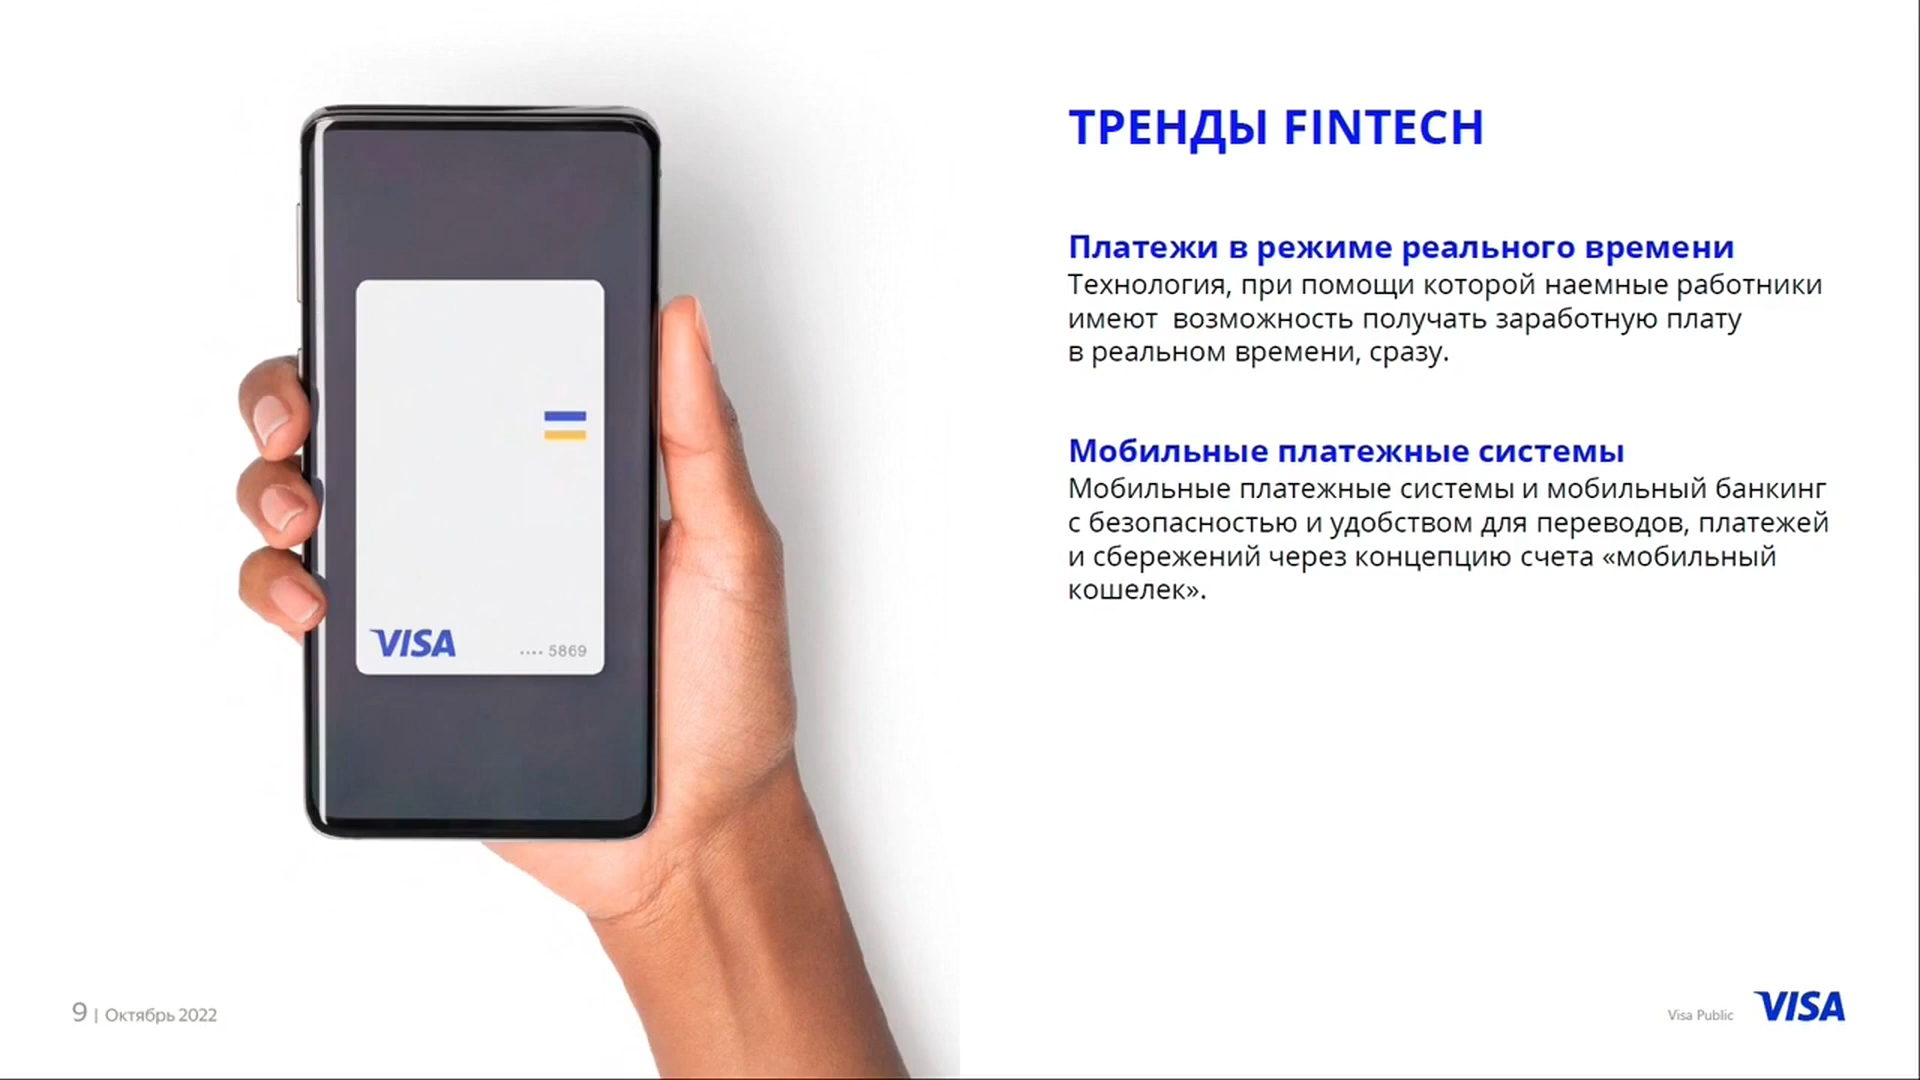 ТРЕНДЫ FINTECH
Платежи в режиме реального времени
Технология, при помощи которой наемные работники
имеют возможность получать заработную плату
в реальном времени, сразу.
Мобильные платежные системы
Мобильные платежные системы и мобильный банкинг
с безопасностью и удобством для переводов, платежей
и сбережений через концепцию счета «мобильный
кошелек».
VISA
•••• 5869
9 | Октябрь 2022
Visa Public
VISA